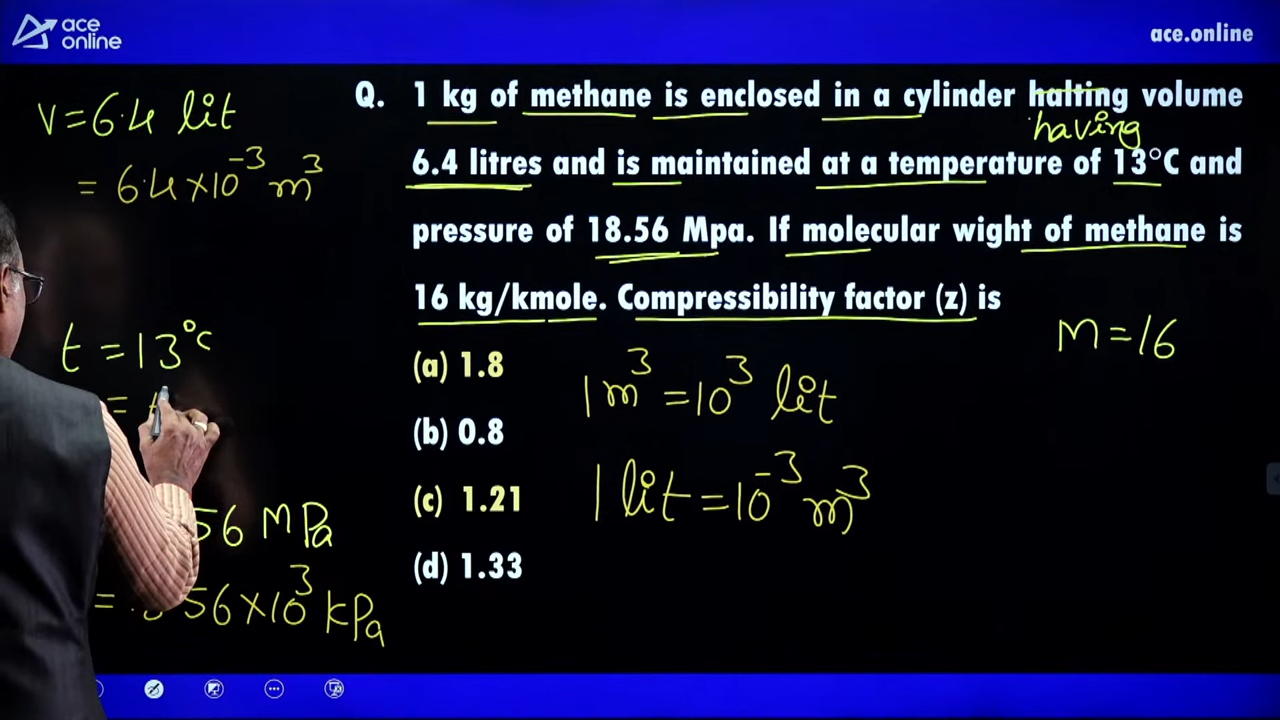 ace
online
ace.online
Q. 1 kg of methane is enclosed in a cylinder halting volume
having
6.4 litres and is maintained at a temperature of 13°C and
pressure of 18.56 Mpa. If molecular wight of methane is
16 kg/kmole. Compressibility factor (z) is
(a) 1.8
(b) 0.8
(c) 1.21
(d) 1.33
V=6.4 lit
= 6.4×10⁻³ m³
t = 13°C
=
56 MPa
= 56×10³ kPa
1 m³ = 10³ lit
1 lit = 10⁻³ m³
M=16